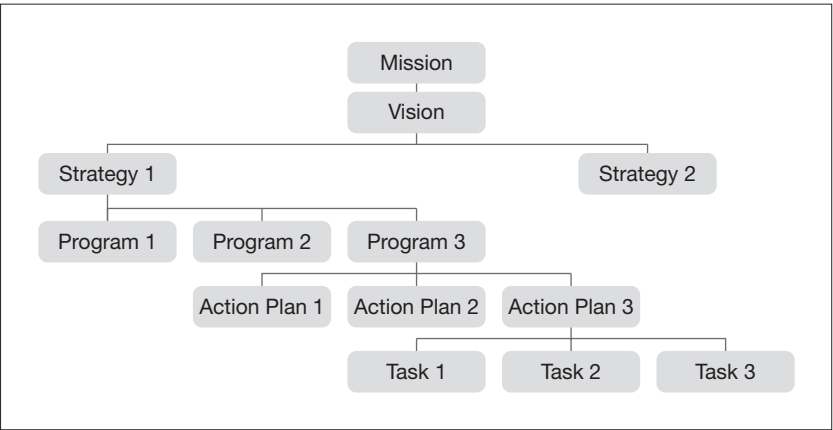 Mission
Vision
Strategy 1
Strategy 2
Program 1
Program 2
Program 3
Action Plan 1
Action Plan 2
Action Plan 3
Task 1
Task 2
Task 3